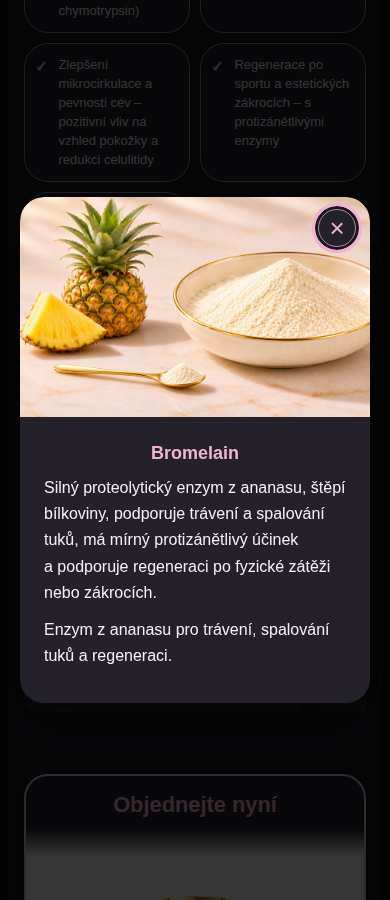 chymotrypsin)
✓ Zlepšení
mikrocirkulace a
pevnosti cév –
pozitivní vliv na
vzhled pokožky a
redukci celulitidy
✓ Regenerace po
sportu a estetických
zákrocích – s
protizánětlivými
enzymy
✕
Bromelain
Silný proteolytický enzym z ananasu, štěpí
bílkoviny, podporuje trávení a spalování
tuků, má mírný protizánětlivý účinek
a podporuje regeneraci po fyzické zátěži
nebo zákrocích.
Enzym z ananasu pro trávení, spalování
tuků a regeneraci.
Objednejte nyní